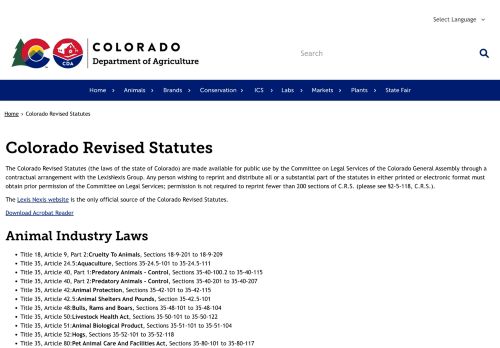 Select Language
CO
CDA
COLORADO
Department of Agriculture
Search
Home Animals Brands Conservation ICS Labs Markets Plants State Fair
Home › Colorado Revised Statutes
Colorado Revised Statutes
The Colorado Revised Statutes (the laws of the state of Colorado) are made available for public use by the Committee on Legal Services of the Colorado General Assembly through a
contractual arrangement with the LexisNexis Group. Any person wishing to reprint and distribute all or a substantial part of the statutes in either printed or electronic format must
obtain prior permission of the Committee on Legal Services; permission is not required to reprint fewer than 200 sections of C.R.S. (please see §2-5-118, C.R.S.).
The Lexis Nexis website is the only official source of the Colorado Revised Statutes.
Download Acrobat Reader
Animal Industry Laws
• Title 18, Article 9, Part 2:Cruelty To Animals, Sections 18-9-201 to 18-9-209
• Title 35, Article 24.5:Aquaculture, Sections 35-24.5-101 to 35-24.5-111
• Title 35, Article 40, Part 1:Predatory Animals - Control, Sections 35-40-100.2 to 35-40-115
• Title 35, Article 40, Part 2:Predatory Animals - Control, Sections 35-40-201 to 35-40-207
• Title 35, Article 42:Animal Protection, Sections 35-42-101 to 35-42-115
• Title 35, Article 42.5:Animal Shelters And Pounds, Section 35-42.5-101
• Title 35, Article 48:Bulls, Rams and Boars, Sections 35-48-101 to 35-48-104
• Title 35, Article 50:Livestock Health Act, Sections 35-50-101 to 35-50-122
• Title 35, Article 51:Animal Biological Product, Sections 35-51-101 to 35-51-104
• Title 35, Article 52:Hogs, Sections 35-52-101 to 35-52-118
• Title 35, Article 80:Pet Animal Care And Facilities Act, Sections 35-80-101 to 35-80-117